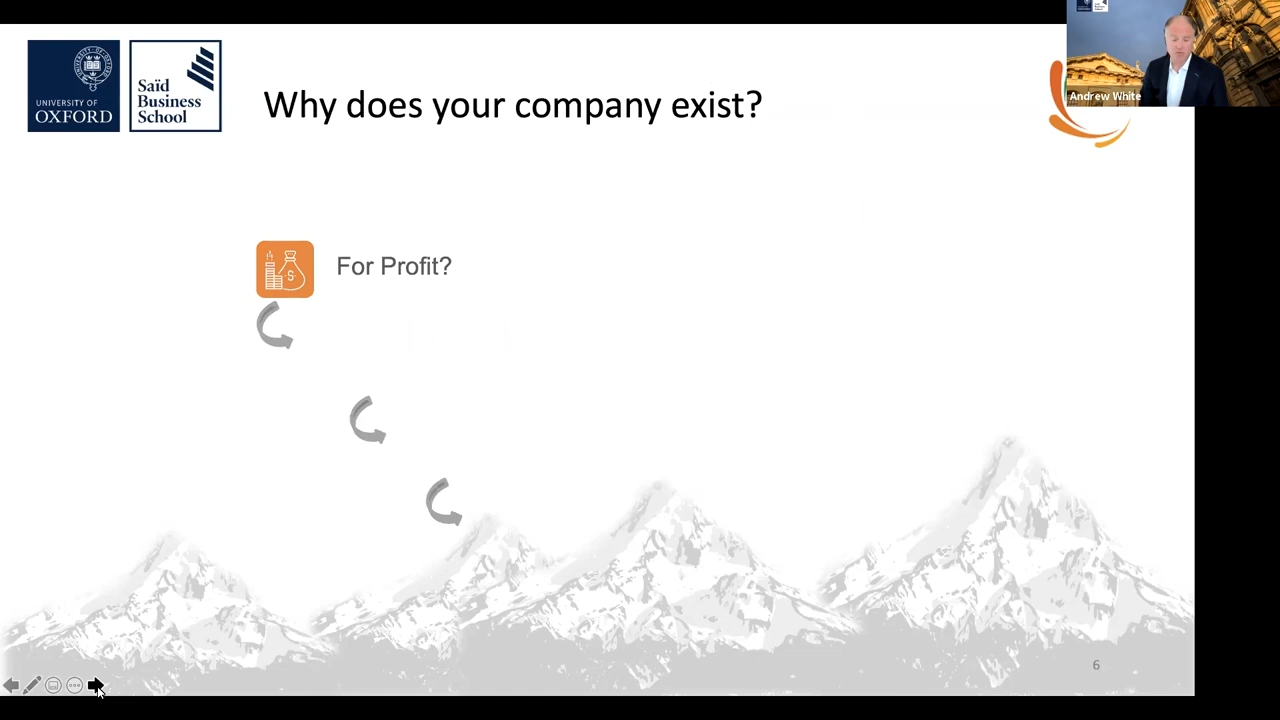 UNIVERSITY OF
OXFORD
Saïd
Business
School
Why does your company exist?
Andrew White
For Profit?
6